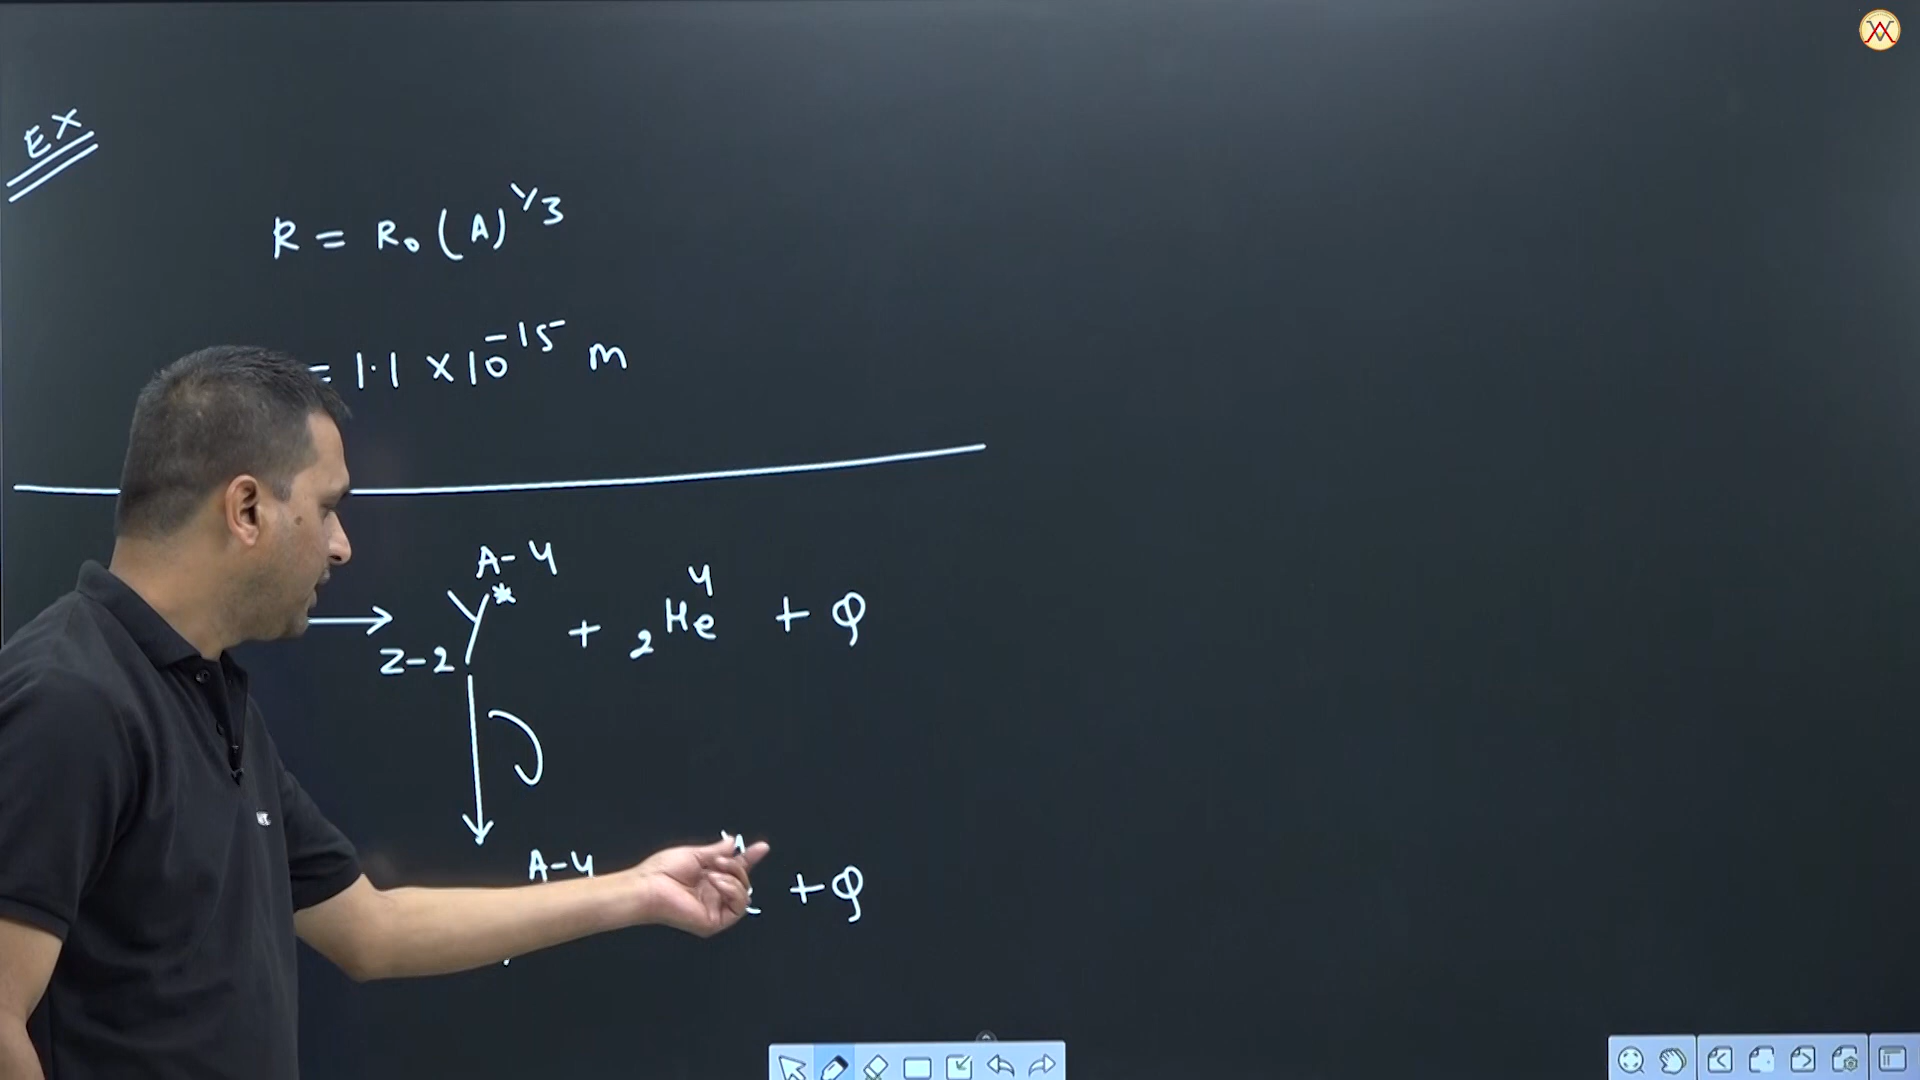 EX
R = R₀ (A)^1/3
= 1.1 × 10^-15 m
→ _{Z-2}Y*^{A-4} + ₂He⁴ + Q
A-4
+ Q